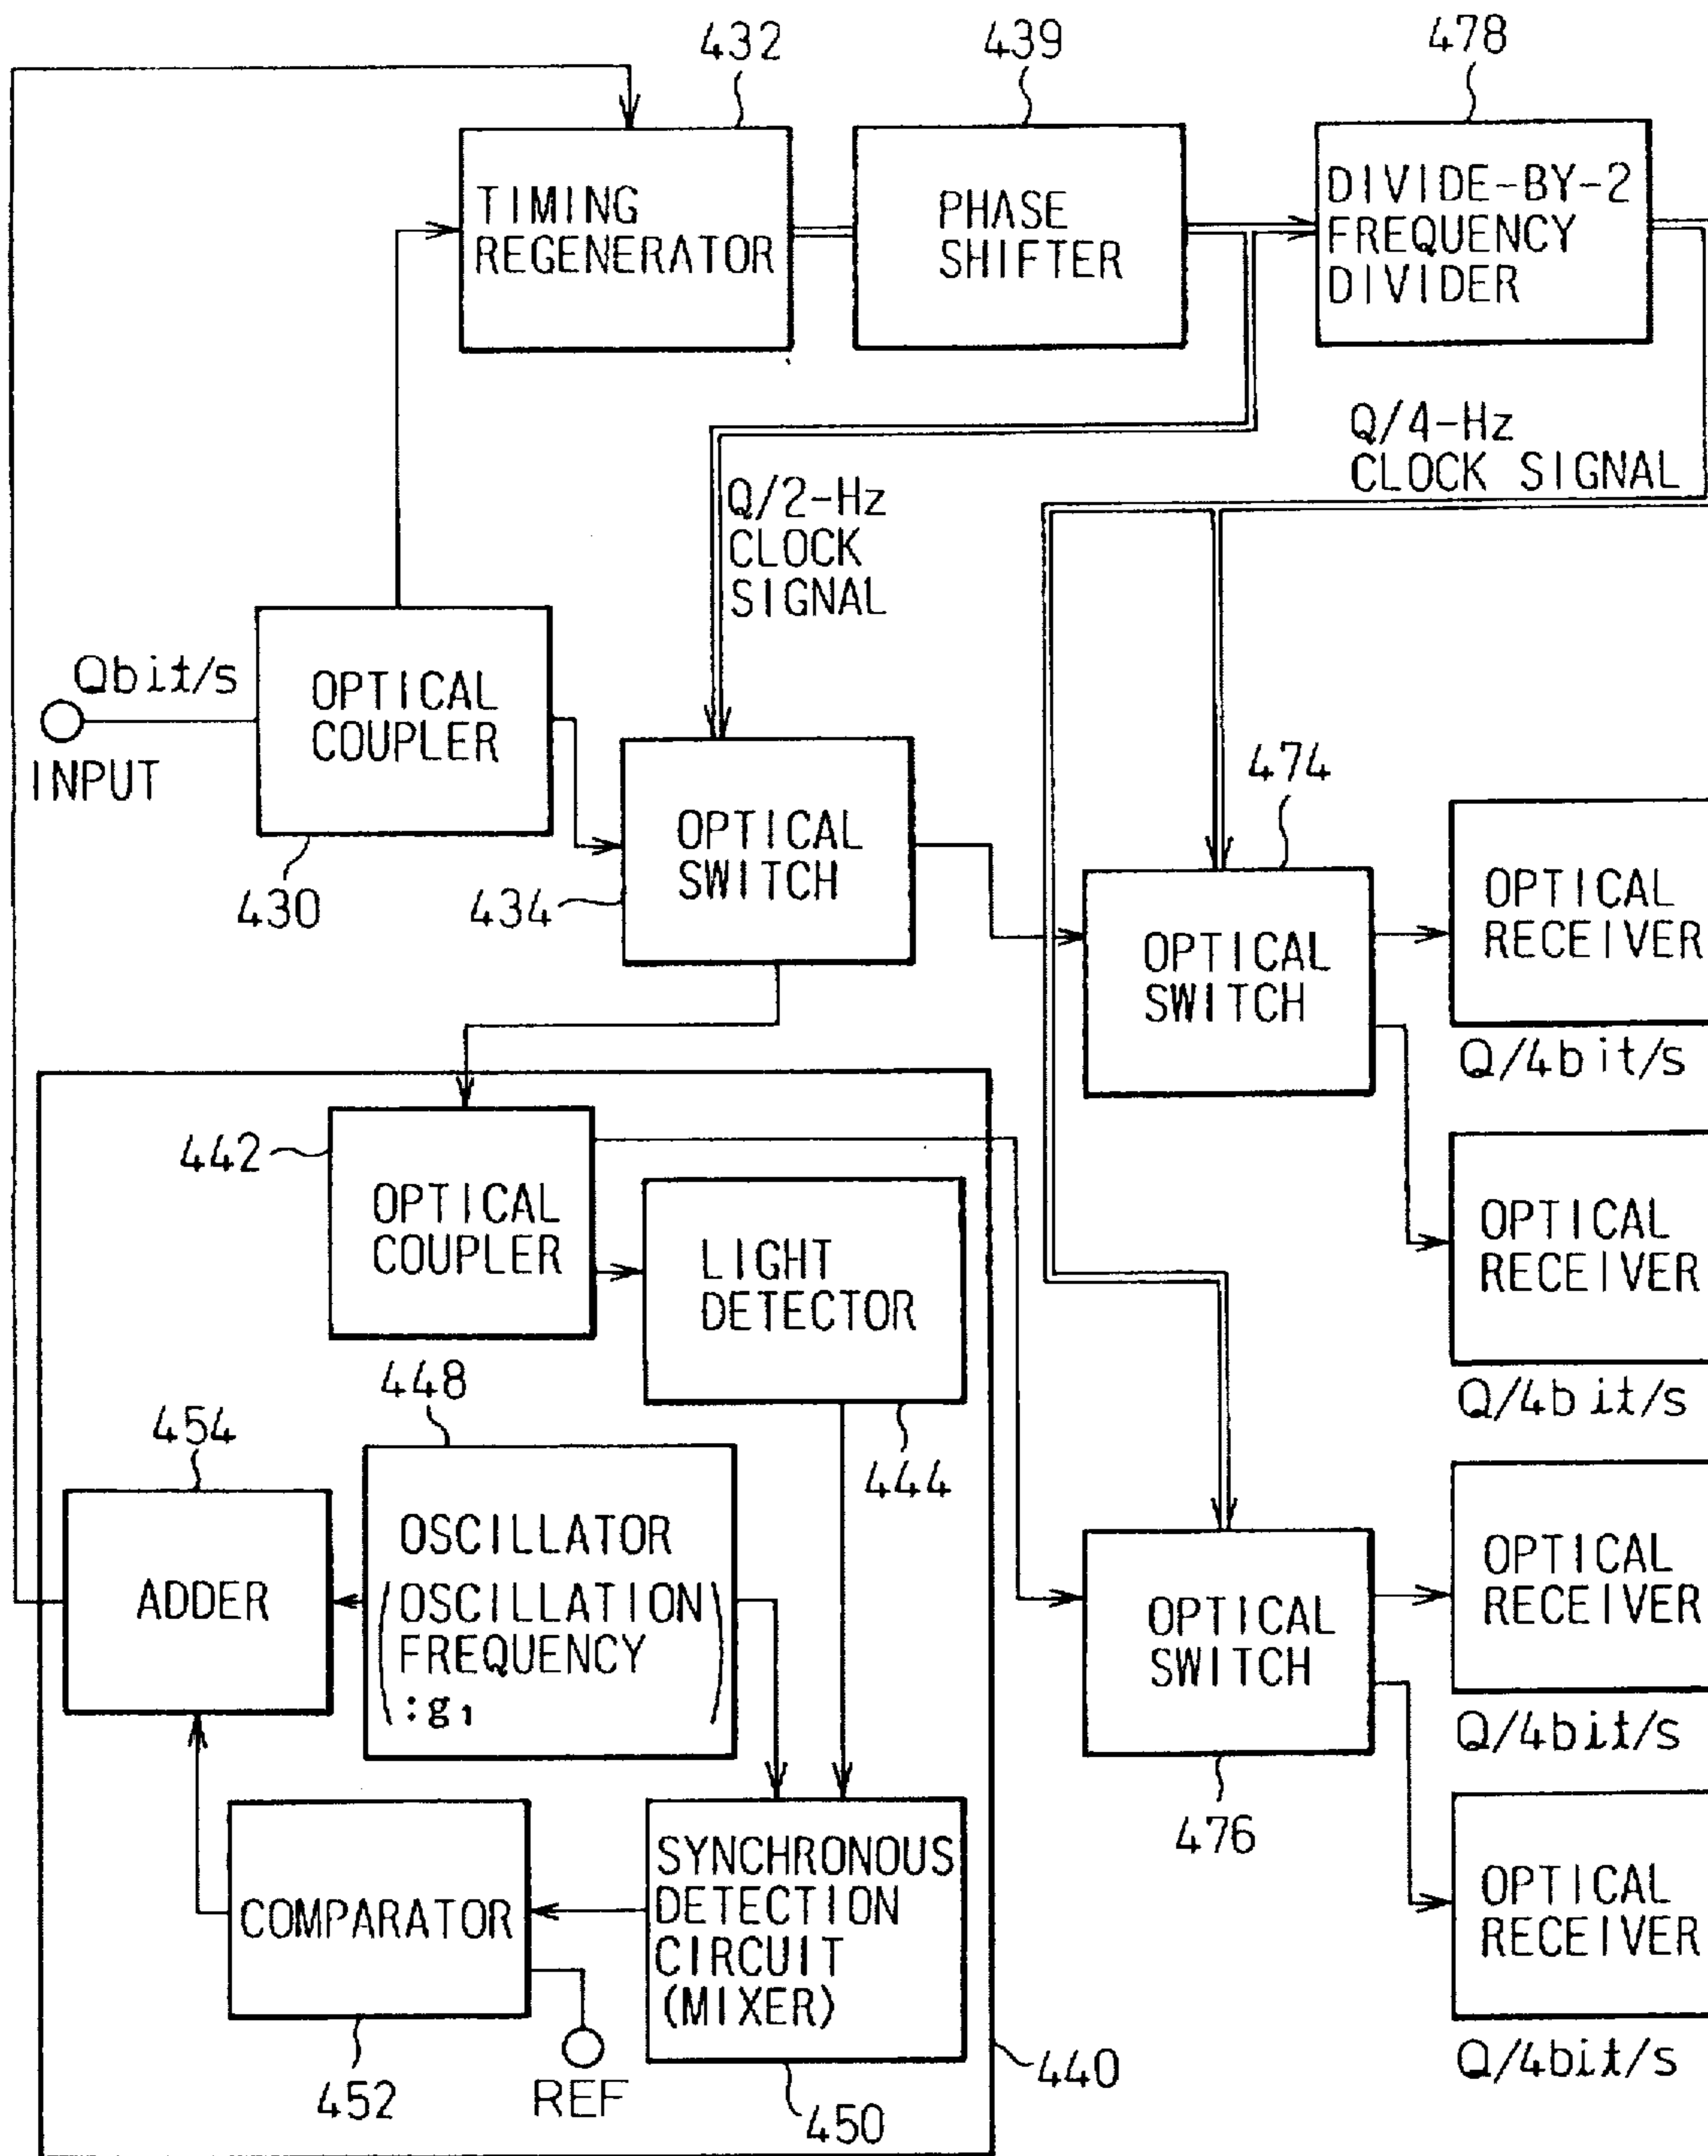 432
439
478
TIMING
REGENERATOR
PHASE
SHIFTER
DIVIDE-BY-2
FREQUENCY
DIVIDER
Q/4-Hz
CLOCK SIGNAL
Q/2-Hz
CLOCK
SIGNAL
Qbit/s
INPUT
OPTICAL
COUPLER
430
OPTICAL
SWITCH
434
474
OPTICAL
SWITCH
OPTICAL
RECEIVER
Q/4bit/s
442
OPTICAL
COUPLER
LIGHT
DETECTOR
444
OPTICAL
RECEIVER
Q/4bit/s
454
ADDER
448
OSCILLATOR
(OSCILLATION
FREQUENCY
:g₁)
OPTICAL
SWITCH
476
OPTICAL
RECEIVER
Q/4bit/s
COMPARATOR
452
REF
SYNCHRONOUS
DETECTION
CIRCUIT
(MIXER)
450
440
OPTICAL
RECEIVER
Q/4bit/s